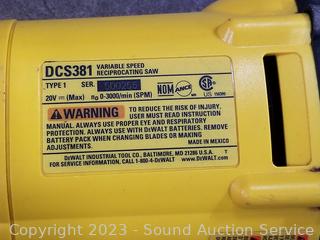 DCS381 VARIABLE SPEED
RECIPROCATING SAW
TYPE 1 SER.
20V ⎓ (Max) n₀ 0-3000/min (SPM)
NOM
ANCE
US
WARNING TO REDUCE THE RISK OF INJURY,
USER MUST READ INSTRUCTION
MANUAL. ALWAYS USE PROPER EYE AND RESPIRATORY
PROTECTION. ALWAYS USE WITH DEWALT BATTERIES. REMOVE
BATTERY PACK WHEN CHANGING BLADES OR MAKING
ADJUSTMENTS.
MADE IN MEXICO
DEWALT INDUSTRIAL TOOL CO., BALTIMORE, MD 21286 U.S.A.
FOR SERVICE INFORMATION, CALL 1-800-4-DEWALT www.DEWALT.com
Copyright 2023 - Sound Auction Service